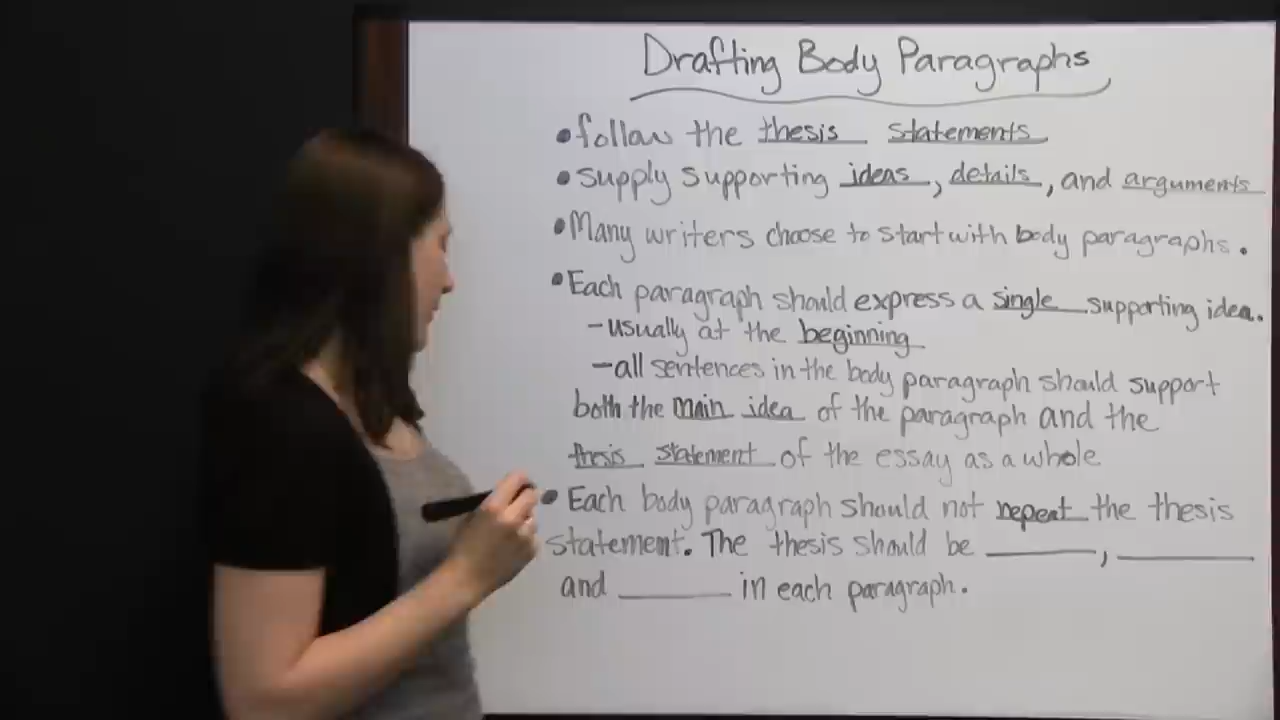 Drafting Body Paragraphs
•follow the thesis statements
•supply supporting ideas, details, and arguments
•Many writers choose to start with body paragraphs.
•Each paragraph should express a single supporting idea.
-usually at the beginning
-all sentences in the body paragraph should support
both the main idea of the paragraph and the
thesis statement of the essay as a whole
•Each body paragraph should not repeat the thesis
statement. The thesis should be ______, ______
and ______ in each paragraph.